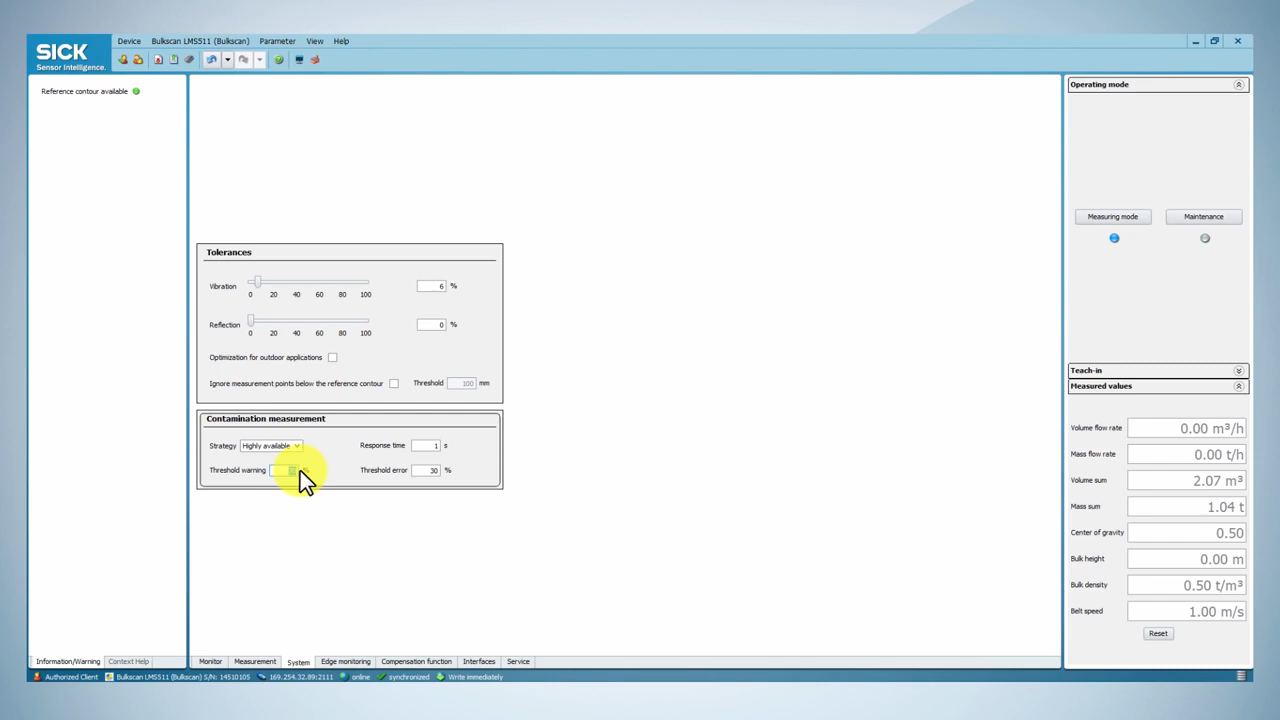 SICK
Sensor Intelligence.
Device Bulkscan LMS511 (Bulkscan) Parameter View Help
Reference contour available
Tolerances
Vibration 6 %
0 20 40 60 80 100
Reflection 0 %
0 20 40 60 80 100
Optimization for outdoor applications
Ignore measurement points below the reference contour Threshold 100 mm
Contamination measurement
Strategy Highly available Response time 1 s
Threshold warning % Threshold error 30 %
Operating mode
Measuring mode Maintenance
Teach-in
Measured values
Volume flow rate 0.00 m³/h
Mass flow rate 0.00 t/h
Volume sum 2.07 m³
Mass sum 1.04 t
Center of gravity 0.50
Bulk height 0.00 m
Bulk density 0.50 t/m³
Belt speed 1.00 m/s
Reset
Information/Warning Context Help
Monitor Measurement System Edge monitoring Compensation function Interfaces Service
Authorized Client Bulkscan LMS511 (Bulkscan) S/N: 14510105 169.254.32.89:2111 online synchronized Write immediately